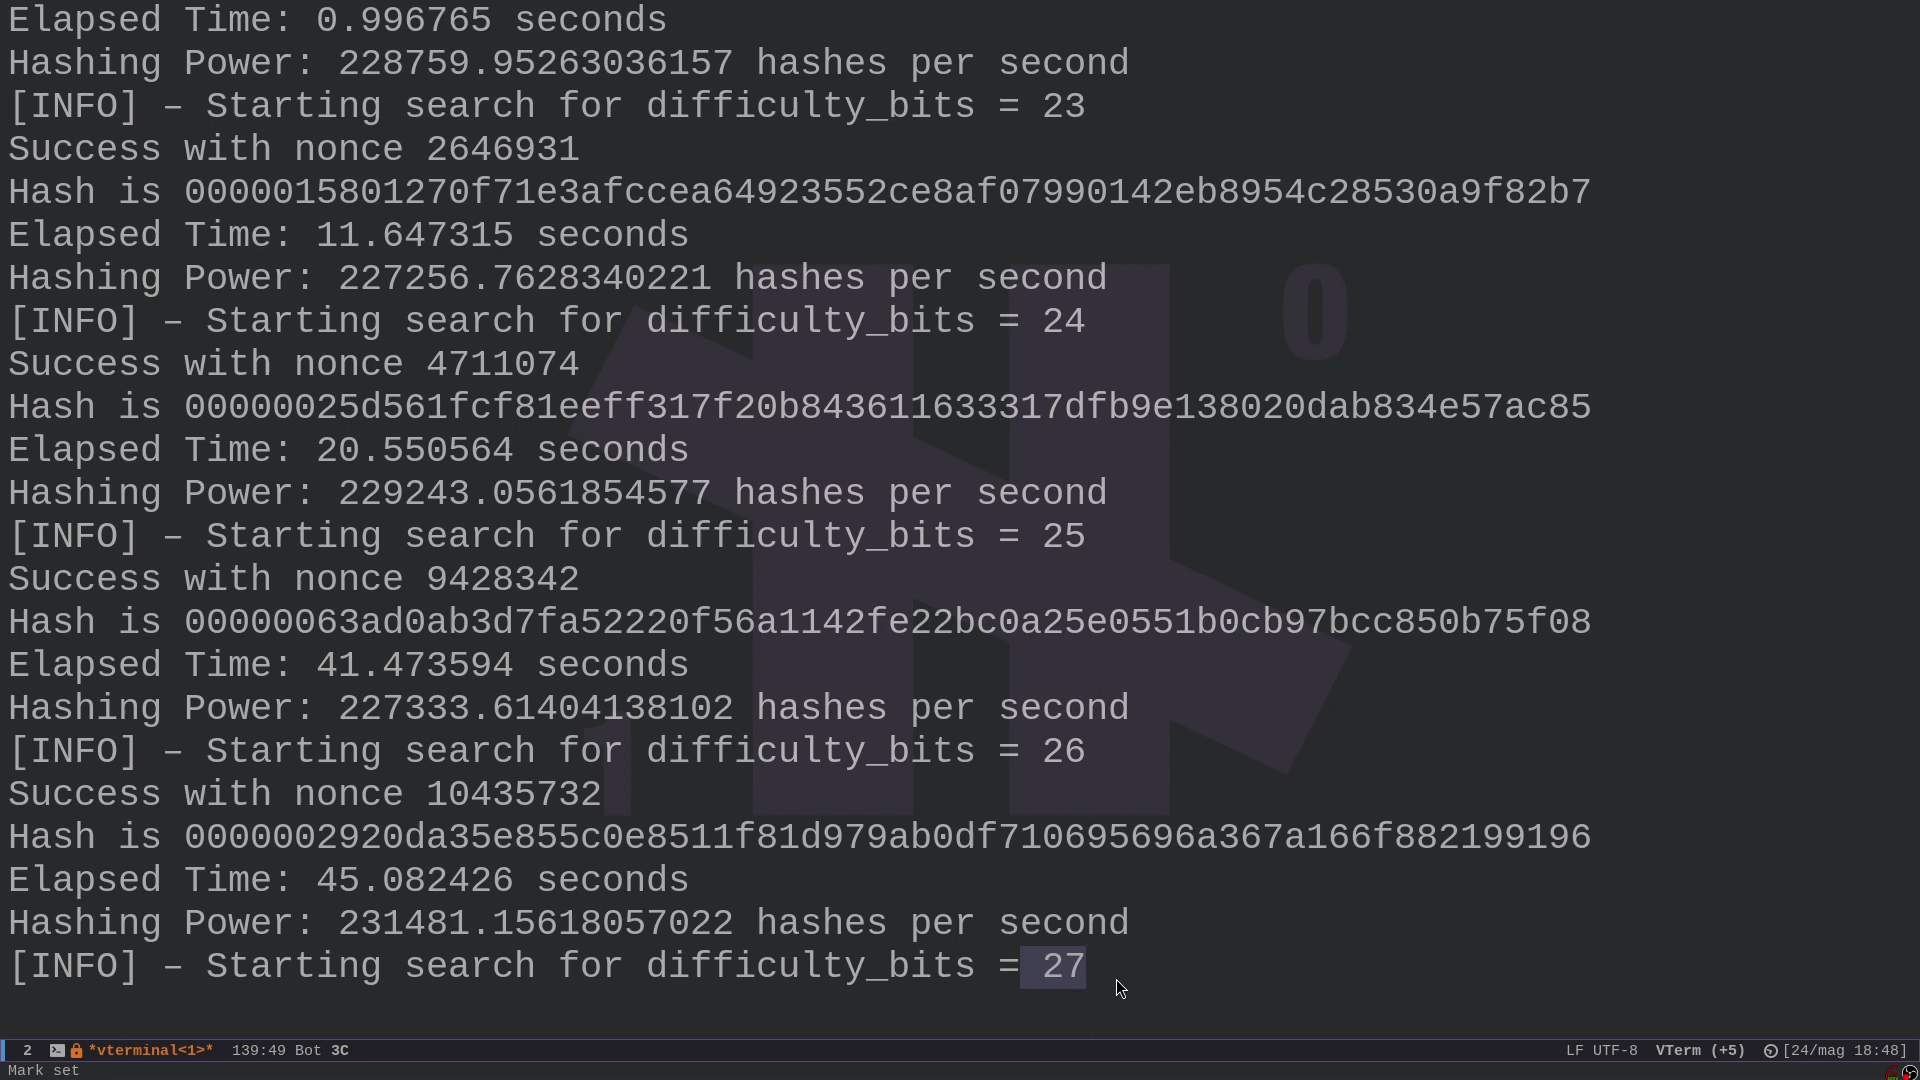 Elapsed Time: 0.996765 seconds
Hashing Power: 228759.95263036157 hashes per second
[INFO] – Starting search for difficulty_bits = 23
Success with nonce 2646931
Hash is 0000015801270f71e3afccea64923552ce8af07990142eb8954c28530a9f82b7
Elapsed Time: 11.647315 seconds
Hashing Power: 227256.7628340221 hashes per second
[INFO] – Starting search for difficulty_bits = 24
Success with nonce 4711074
Hash is 00000025d561fcf81eeff317f20b843611633317dfb9e138020dab834e57ac85
Elapsed Time: 20.550564 seconds
Hashing Power: 229243.0561854577 hashes per second
[INFO] – Starting search for difficulty_bits = 25
Success with nonce 9428342
Hash is 00000063ad0ab3d7fa52220f56a1142fe22bc0a25e0551b0cb97bcc850b75f08
Elapsed Time: 41.473594 seconds
Hashing Power: 227333.61404138102 hashes per second
[INFO] – Starting search for difficulty_bits = 26
Success with nonce 10435732
Hash is 0000002920da35e855c0e8511f81d979ab0df710695696a367a166f882199196
Elapsed Time: 45.082426 seconds
Hashing Power: 231481.15618057022 hashes per second
[INFO] – Starting search for difficulty_bits = 27
2 *vterminal<1>* 139:49 Bot 3C LF UTF-8 VTerm (+5) [24/mag 18:48]
Mark set
0
1